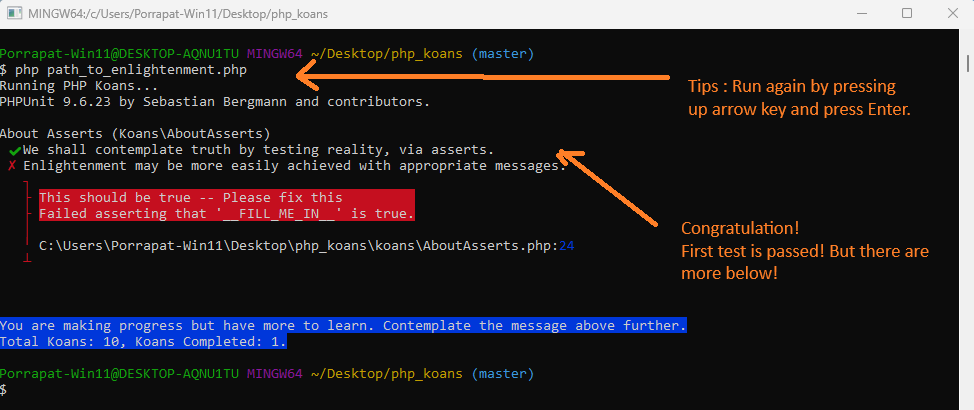 MINGW64:/c/Users/Porrapat-Win11/Desktop/php_koans
Porrapat-Win11@DESKTOP-AQNU1TU MINGW64 ~/Desktop/php_koans (master)
$ php path_to_enlightenment.php
Running PHP Koans...
PHPUnit 9.6.23 by Sebastian Bergmann and contributors.
Tips : Run again by pressing
up arrow key and press Enter.
About Asserts (Koans\AboutAsserts)
✔We shall contemplate truth by testing reality, via asserts.
✗ Enlightenment may be more easily achieved with appropriate messages.
This should be true -- Please fix this
Failed asserting that '__FILL_ME_IN__' is true.
C:\Users\Porrapat-Win11\Desktop\php_koans\koans\AboutAsserts.php:24
Congratulation!
First test is passed! But there are
more below!
You are making progress but have more to learn. Contemplate the message above further.
Total Koans: 10, Koans Completed: 1.
Porrapat-Win11@DESKTOP-AQNU1TU MINGW64 ~/Desktop/php_koans (master)
$